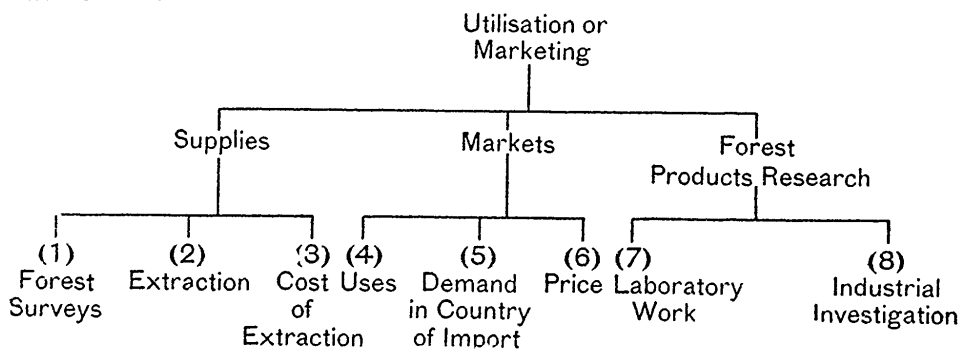 Utilisation or
Marketing
Supplies
Markets
Forest
Products Research
(1)
Forest
Surveys
(2)
Extraction
(3)
Cost
of
Extraction
(4)
Uses
(5)
Demand
in Country
of Import
(6)
Price
(7)
Laboratory
Work
(8)
Industrial
Investigation